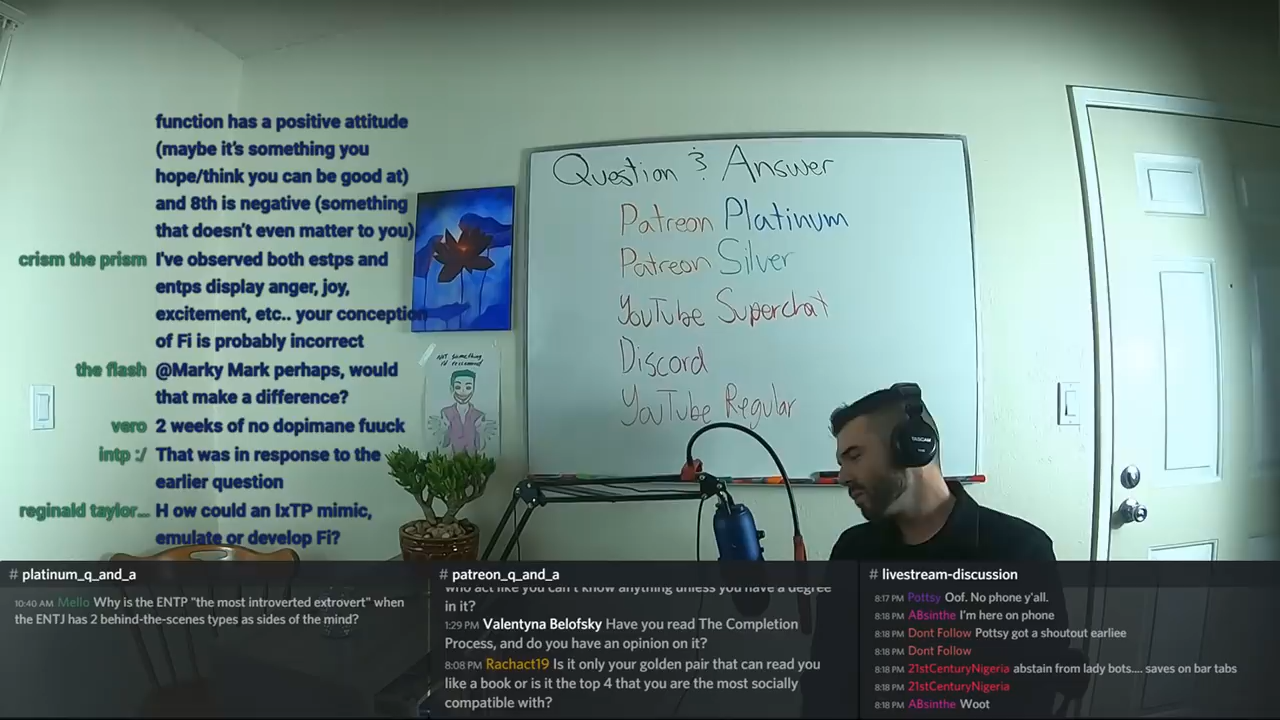 function has a positive attitude
(maybe it's something you
hope/think you can be good at)
and 8th is negative (something
that doesn't even matter to you).
crism the prism I've observed both estps and
entps display anger, joy,
excitement, etc.. your conception
of Fi is probably incorrect
the flash @Marky Mark perhaps, would
that make a difference?
vero 2 weeks of no dopimane fuuck
intp :/ That was in response to the
earlier question
reginald taylor... H ow could an IxTP mimic,
emulate or develop Fi?
Question & Answer
Patreon Platinum
Patreon Silver
YouTube Superchat
Discord
YouTube Regular
TASCAM
# platinum_q_and_a
10:40 AM Mello Why is the ENTP "the most introverted extrovert" when
the ENTJ has 2 behind-the-scenes types as sides of the mind?
# patreon_q_and_a
who act like you can't know anything unless you have a degree
in it?
1:29 PM Valentyna Belofsky Have you read The Completion
Process, and do you have an opinion on it?
8:08 PM Rachact19 Is it only your golden pair that can read you
like a book or is it the top 4 that you are the most socially
compatible with?
# livestream-discussion
8:17 PM Pottsy Oof. No phone y'all.
8:18 PM ABsinthe I'm here on phone
8:18 PM Dont Follow Pottsy got a shoutout earliee
8:18 PM Dont Follow
8:18 PM 21stCenturyNigeria abstain from lady bots.... saves on bar tabs
8:18 PM 21stCenturyNigeria
8:18 PM ABsinthe Woot